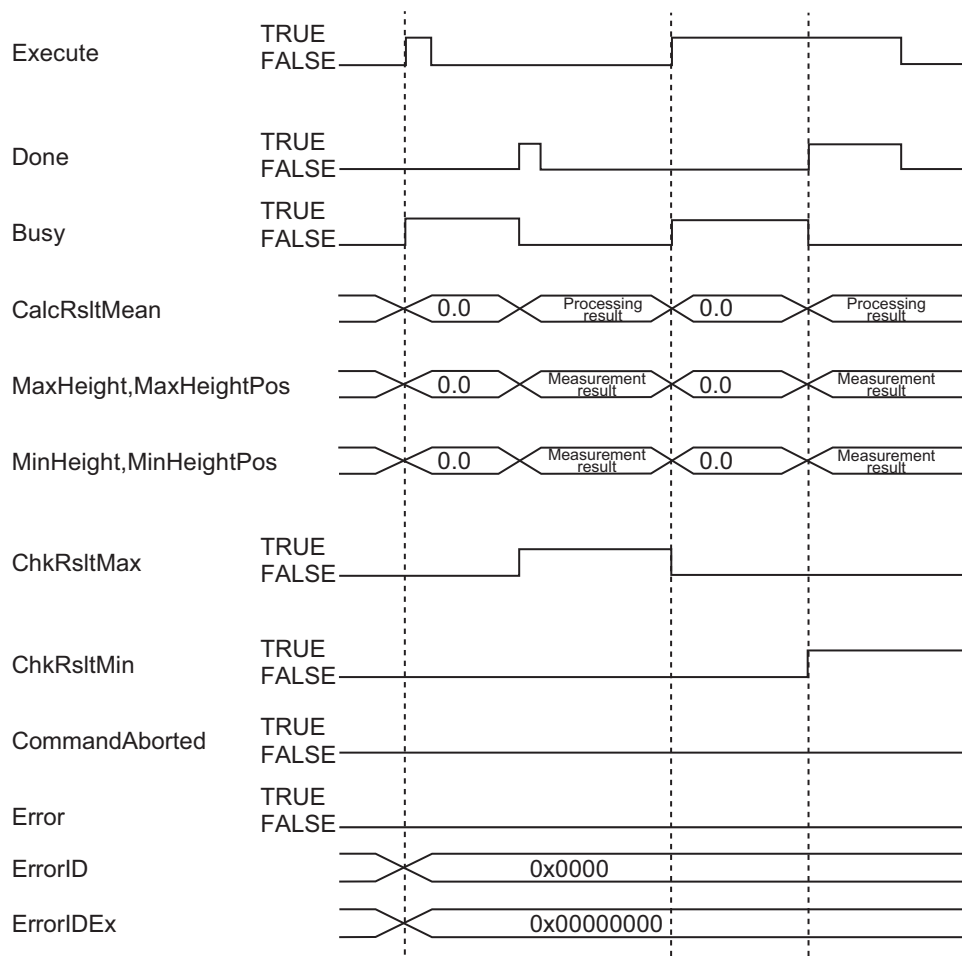 Execute
TRUE
FALSE
Done
TRUE
FALSE
Busy
TRUE
FALSE
CalcRsltMean
0.0
Processing
result
0.0
Processing
result
MaxHeight,MaxHeightPos
0.0
Measurement
result
0.0
Measurement
result
MinHeight,MinHeightPos
0.0
Measurement
result
0.0
Measurement
result
ChkRsltMax
TRUE
FALSE
ChkRsltMin
TRUE
FALSE
CommandAborted
TRUE
FALSE
Error
TRUE
FALSE
ErrorID
0x0000
ErrorIDEx
0x00000000